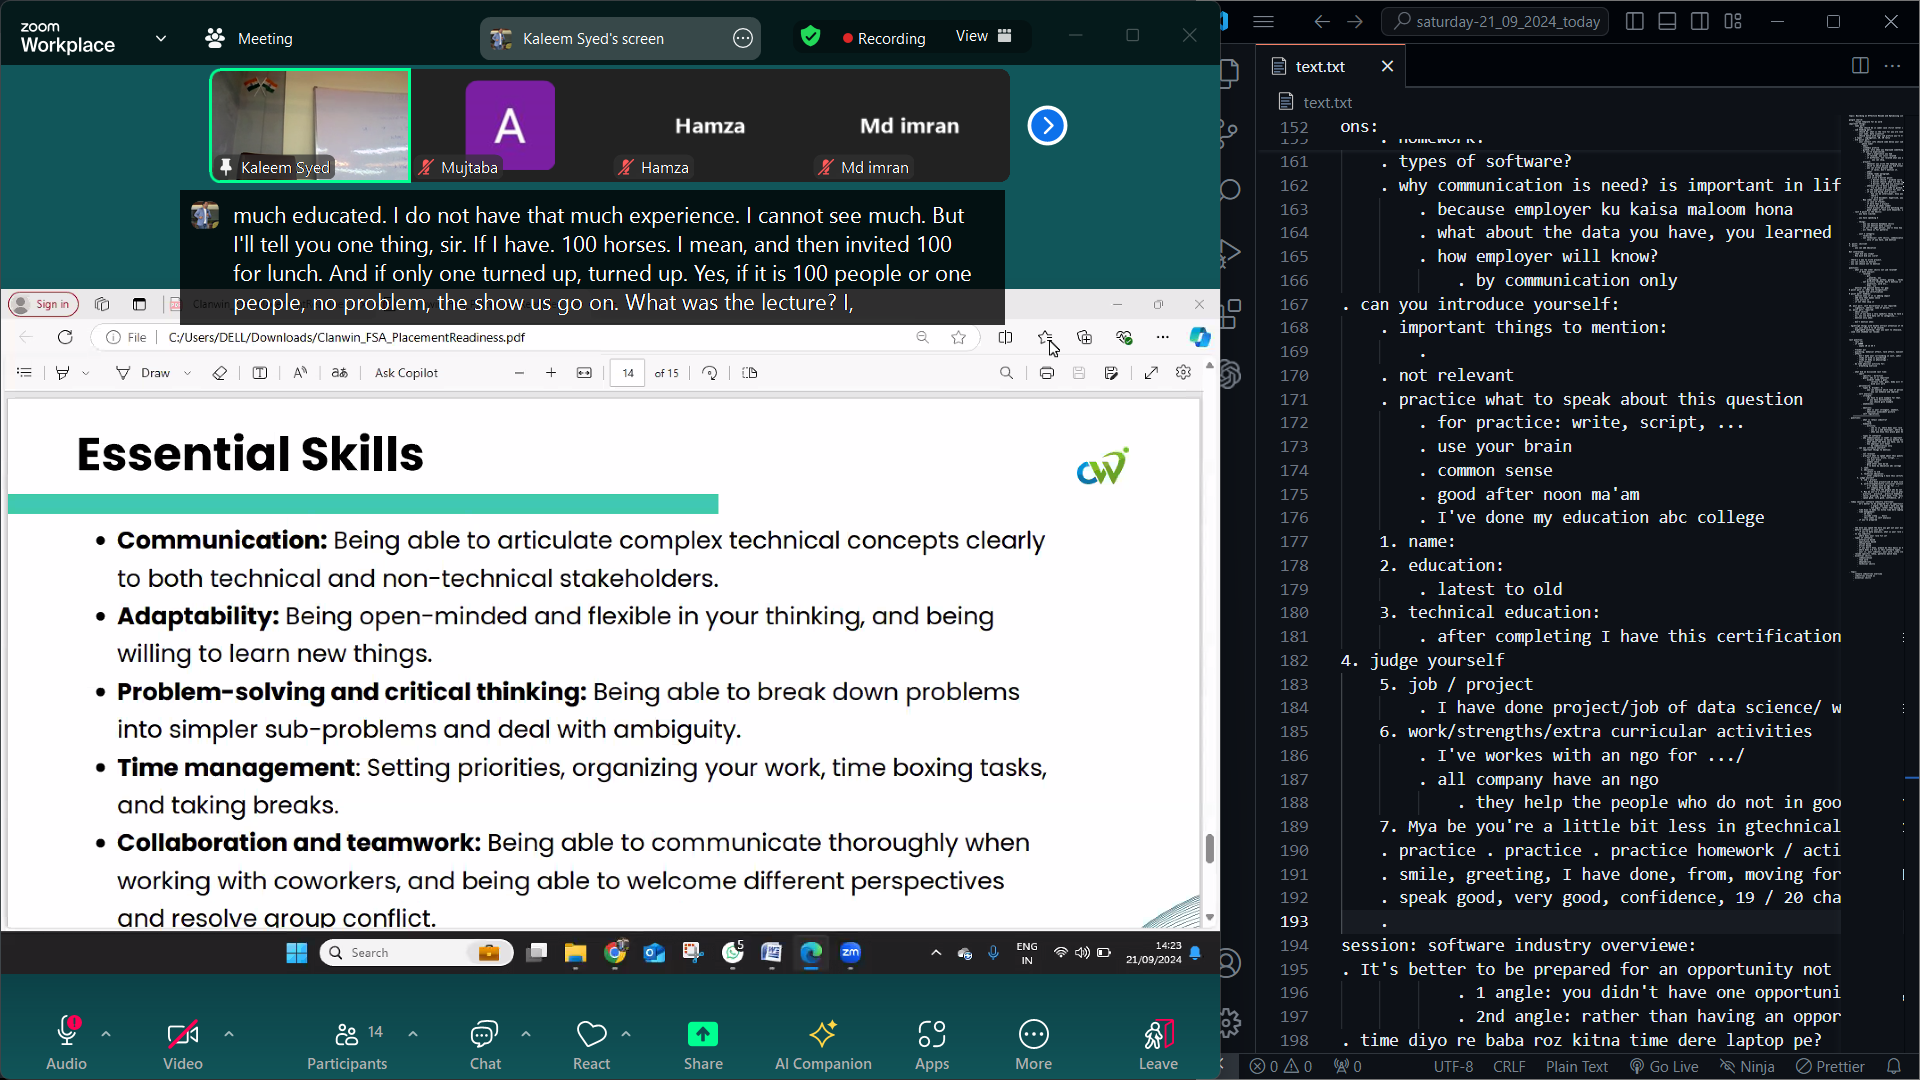 zoom
Workplace
Meeting
Kaleem Syed's screen
Recording
View
A
Hamza
Md imran
Kaleem Syed
Mujtaba
Hamza
Md imran
much educated. I do not have that much experience. I cannot see much. But
I'll tell you one thing, sir. If I have. 100 horses. I mean, and then invited 100
for lunch. And if only one turned up, turned up. Yes, if it is 100 people or one
people, no problem, the show us go on. What was the lecture? I,
Sign in
File
C:/Users/DELL/Downloads/Clanwin_FSA_PlacementReadiness.pdf
Draw
Ask Copilot
14
of 15
Essential Skills
cw
• Communication: Being able to articulate complex technical concepts clearly
to both technical and non-technical stakeholders.
• Adaptability: Being open-minded and flexible in your thinking, and being
willing to learn new things.
• Problem-solving and critical thinking: Being able to break down problems
into simpler sub-problems and deal with ambiguity.
• Time management: Setting priorities, organizing your work, time boxing tasks,
and taking breaks.
• Collaboration and teamwork: Being able to communicate thoroughly when
working with coworkers, and being able to welcome different perspectives
and resolve group conflict.
Search
5
zm
ENG
IN
14:23
21/09/2024
Audio
Video
14
Participants
Chat
React
Share
AI Companion
Apps
More
Leave
saturday-21_09_2024_today
text.txt
text.txt
152 ons:
. homework:
161 . types of software?
162 . why communication is need? is important in lif
163 . because employer ku kaisa maloom hona
164 . what about the data you have, you learned
165 . how employer will know?
166 . by communication only
167 . can you introduce yourself:
168 . important things to mention:
169 .
170 . not relevant
171 . practice what to speak about this question
172 . for practice: write, script, ...
173 . use your brain
174 . common sense
175 . good after noon ma'am
176 . I've done my education abc college
177 1. name:
178 2. education:
179 . latest to old
180 3. technical education:
181 . after completing I have this certification
182 4. judge yourself
183 5. job / project
184 . I have done project/job of data science/ w
185 6. work/strengths/extra curricular activities
186 . I've workes with an ngo for .../
187 . all company have an ngo
188 . they help the people who do not in goo
189 7. Mya be you're a little bit less in gtechnical
190 . practice . practice . practice homework / acti
191 . smile, greeting, I have done, from, moving for
192 . speak good, very good, confidence, 19 / 20 cha
193 .
194 session: software industry overviewe:
195 . It's better to be prepared for an opportunity not
196 . 1 angle: you didn't have one opportuni
197 . 2nd angle: rather than having an oppor
198 . time diyo re baba roz kitna time dere laptop pe?
0 0 0
UTF-8
CRLF
Plain Text
Go Live
Ninja
Prettier